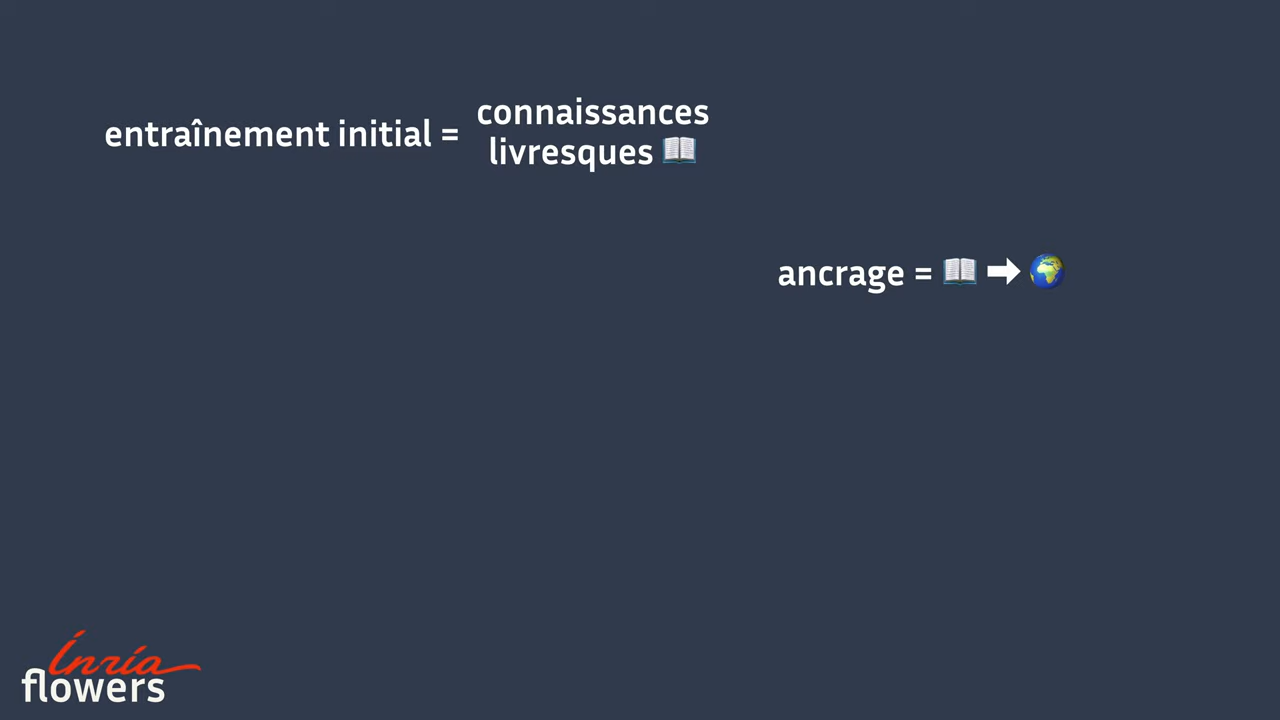 entraînement initial = connaissances
livresques 📖
ancrage = 📖 ➡ 🌍
Inria
flowers